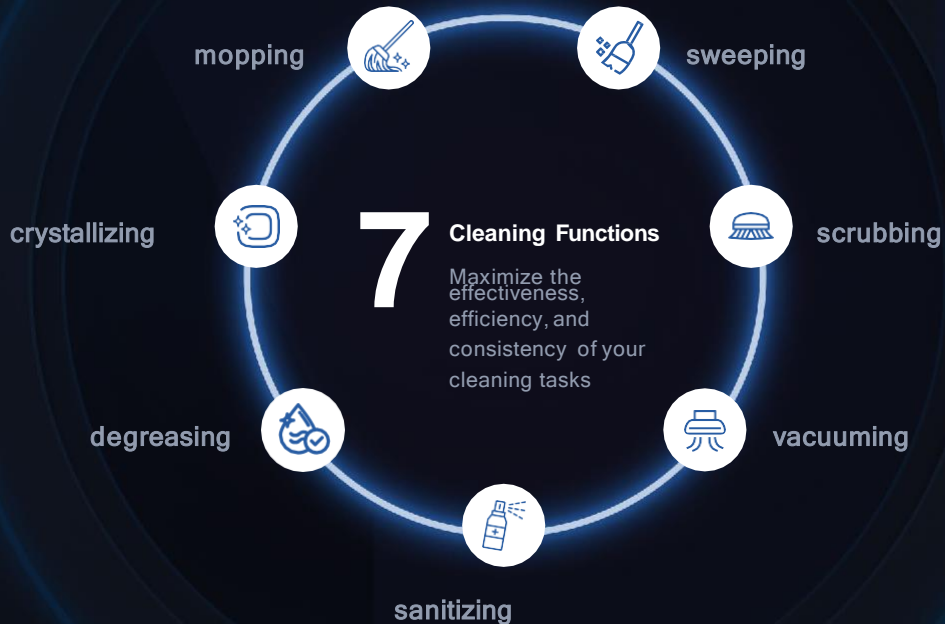 mopping
sweeping
crystallizing
scrubbing
7
Cleaning Functions
Maximize the
effectiveness,
efficiency, and
consistency of your
cleaning tasks
degreasing
vacuuming
sanitizing